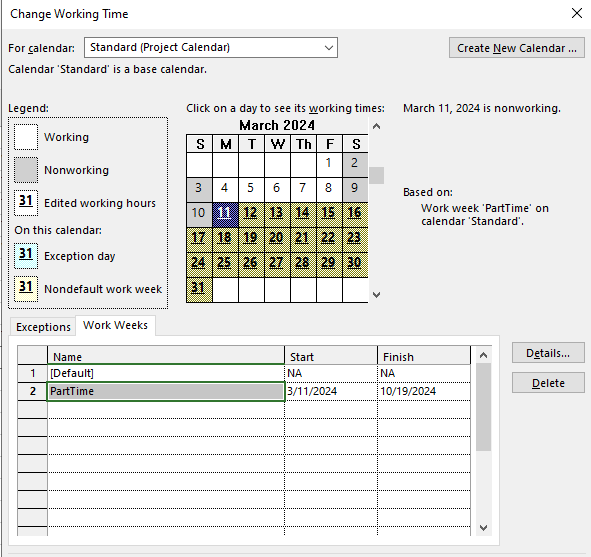 Change Working Time
For calendar: Standard (Project Calendar) Create New Calendar ...
Calendar 'Standard' is a base calendar.
Legend:
Working
Nonworking
31 Edited working hours
On this calendar:
31 Exception day
31 Nondefault work week
Click on a day to see its working times:
March 2024
S M T W Th F S
1 2
3 4 5 6 7 8 9
10 11 12 13 14 15 16
17 18 19 20 21 22 23
24 25 26 27 28 29 30
31
March 11, 2024 is nonworking.
Based on:
Work week 'PartTime' on
calendar 'Standard'.
Exceptions Work Weeks
Name Start Finish
1 [Default] NA NA
2 PartTime 3/11/2024 10/19/2024
Details...
Delete